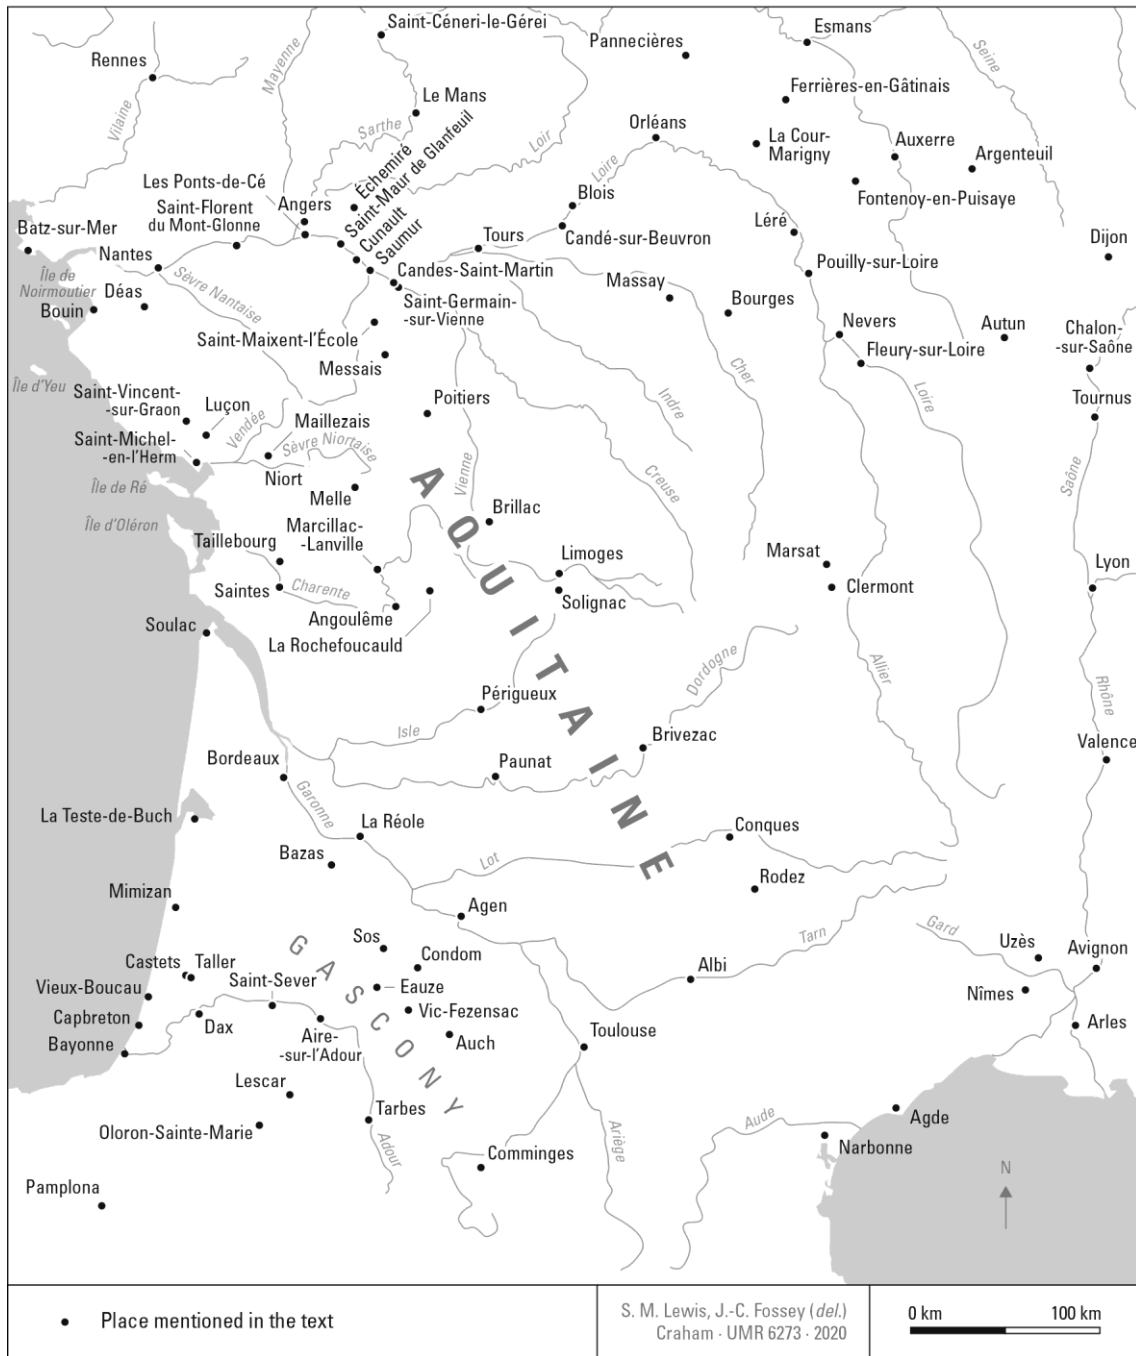 Saint-Céneri-le-Gérei
Esmans
Pannecières
Seine
Mayenne
Rennes
Ferrières-en-Gâtinais
Le Mans
Vilaine
Sarthe
Orléans
La Cour-
Marigny
Auxerre
Argenteuil
Loir
Loire
Échemiré
Saint-Maur de Glanfeuil
Cunault
Saumur
Les Ponts-de-Cé
Angers
Saint-Florent
du Mont-Glonne
Blois
Fontenoy-en-Puisaye
Batz-sur-Mer
Tours
Candé-sur-Beuvron
Léré
Dijon
Nantes
Candes-Saint-Martin
Pouilly-sur-Loire
Île de
Noirmoutier
Déas
Sèvre Nantaise
Massay
Bourges
Saint-Germain-
-sur-Vienne
Bouin
Saint-Maixent-l'École
Nevers
Autun
Chalon-
-sur-Saône
Fleury-sur-Loire
Messais
Cher
Île d'Yeu
Saint-Vincent-
-sur-Graon
Luçon
Poitiers
Indre
Loire
Tournus
Vendée
Maillezais
Saint-Michel-
-en-l'Herm
Sèvre Niortaise
Vienne
Creuse
Saône
Niort
Île de Ré
Melle
Île d'Oléron
Brillac
Marcillac-
-Lanville
Taillebourg
Limoges
Marsat
Lyon
Saintes
Charente
Solignac
Clermont
Angoulême
Soulac
La Rochefoucauld
AQUITAINE
Dordogne
Allier
Rhône
Périgueux
Isle
Brivezac
Valence
Bordeaux
Paunat
Garonne
La Teste-de-Buch
La Réole
Conques
Bazas
Lot
Rodez
Mimizan
Agen
Gard
Tarn
Sos
Uzès
Avignon
Condom
Castets
Taller
Albi
GASCONY
Saint-Sever
Eauze
Vieux-Boucau
Nîmes
Vic-Fezensac
Capbreton
Dax
Aire-
-sur-l'Adour
Auch
Toulouse
Arles
Bayonne
Lescar
Tarbes
Agde
Aude
Oloron-Sainte-Marie
Ariège
Narbonne
Adour
Comminges
N
Pamplona
Place mentioned in the text
S. M. Lewis, J.-C. Fossey (del.)
Craham · UMR 6273 · 2020
0 km 100 km